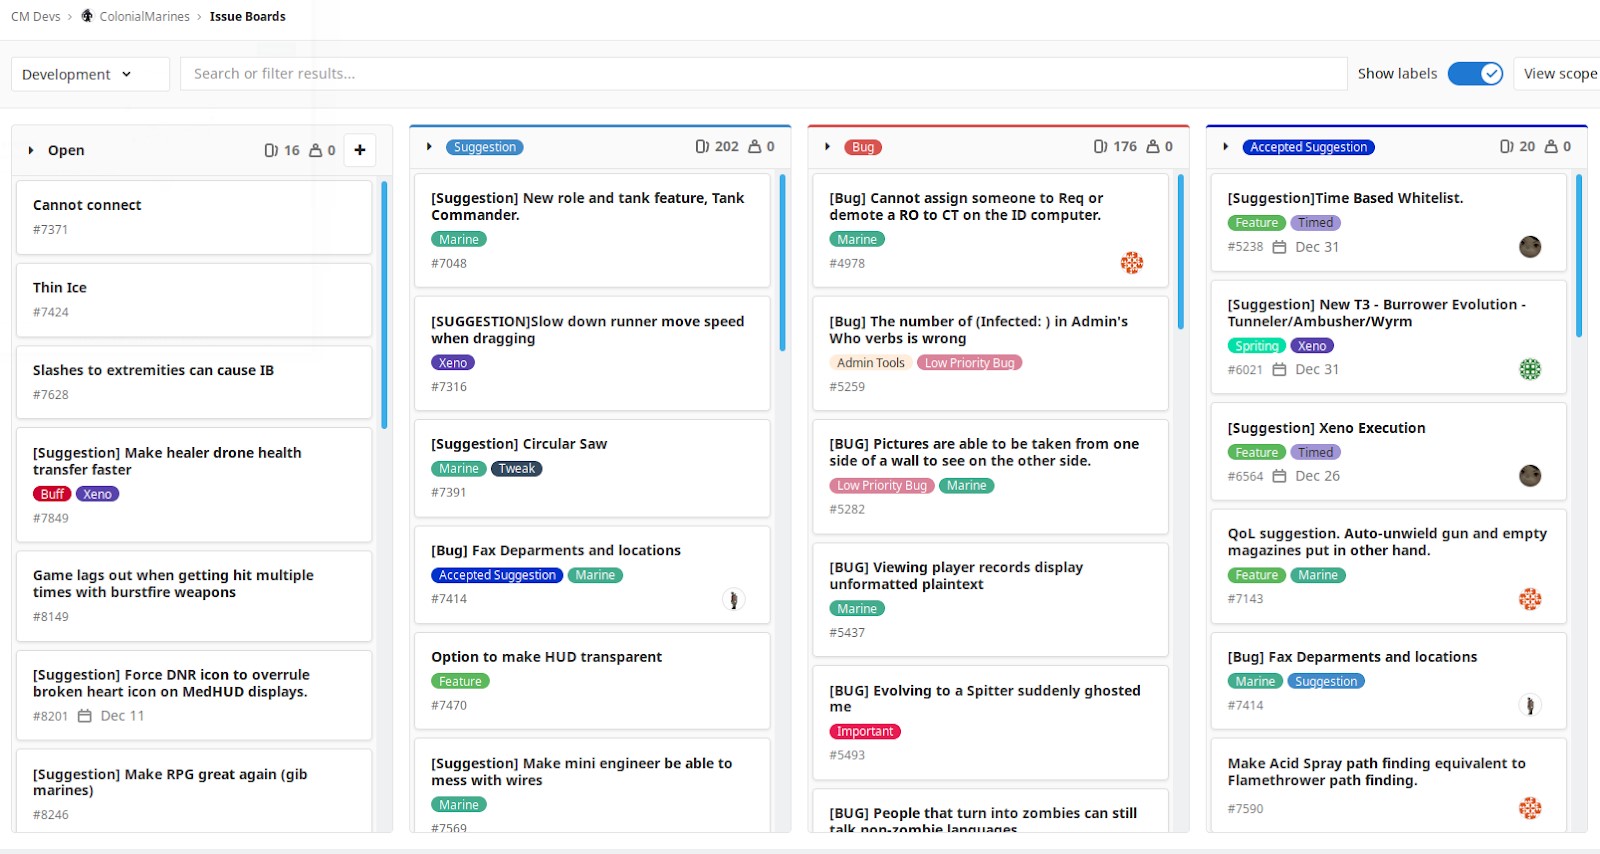 CM Devs › ColonialMarines › Issue Boards
Development
Search or filter results...
Show labels
View scope
Open
16
0
+
Cannot connect
#7371
Thin Ice
#7424
Slashes to extremities can cause IB
#7628
[Suggestion] Make healer drone health
transfer faster
Buff Xeno
#7849
Game lags out when getting hit multiple
times with burstfire weapons
#8149
[Suggestion] Force DNR icon to overrule
broken heart icon on MedHUD displays.
#8201 Dec 11
[Suggestion] Make RPG great again (gib
marines)
#8246
Suggestion
202
0
[Suggestion] New role and tank feature, Tank
Commander.
Marine
#7048
[SUGGESTION]Slow down runner move speed
when dragging
Xeno
#7316
[Suggestion] Circular Saw
Marine Tweak
#7391
[Bug] Fax Deparments and locations
Accepted Suggestion Marine
#7414
Option to make HUD transparent
Feature
#7470
[Suggestion] Make mini engineer be able to
mess with wires
Marine
#7569
Bug
176
0
[Bug] Cannot assign someone to Req or
demote a RO to CT on the ID computer.
Marine
#4978
[Bug] The number of (Infected: ) in Admin's
Who verbs is wrong
Admin Tools Low Priority Bug
#5259
[BUG] Pictures are able to be taken from one
side of a wall to see on the other side.
Low Priority Bug Marine
#5282
[BUG] Viewing player records display
unformatted plaintext
Marine
#5437
[BUG] Evolving to a Spitter suddenly ghosted
me
Important
#5493
[BUG] People that turn into zombies can still
talk non-zombie languages
Accepted Suggestion
20
0
[Suggestion]Time Based Whitelist.
Feature Timed
#5238 Dec 31
[Suggestion] New T3 - Burrower Evolution -
Tunneler/Ambusher/Wyrm
Spriting Xeno
#6021 Dec 31
[Suggestion] Xeno Execution
Feature Timed
#6564 Dec 26
QoL suggestion. Auto-unwield gun and empty
magazines put in other hand.
Feature Marine
#7143
[Bug] Fax Deparments and locations
Marine Suggestion
#7414
Make Acid Spray path finding equivalent to
Flamethrower path finding.
#7590